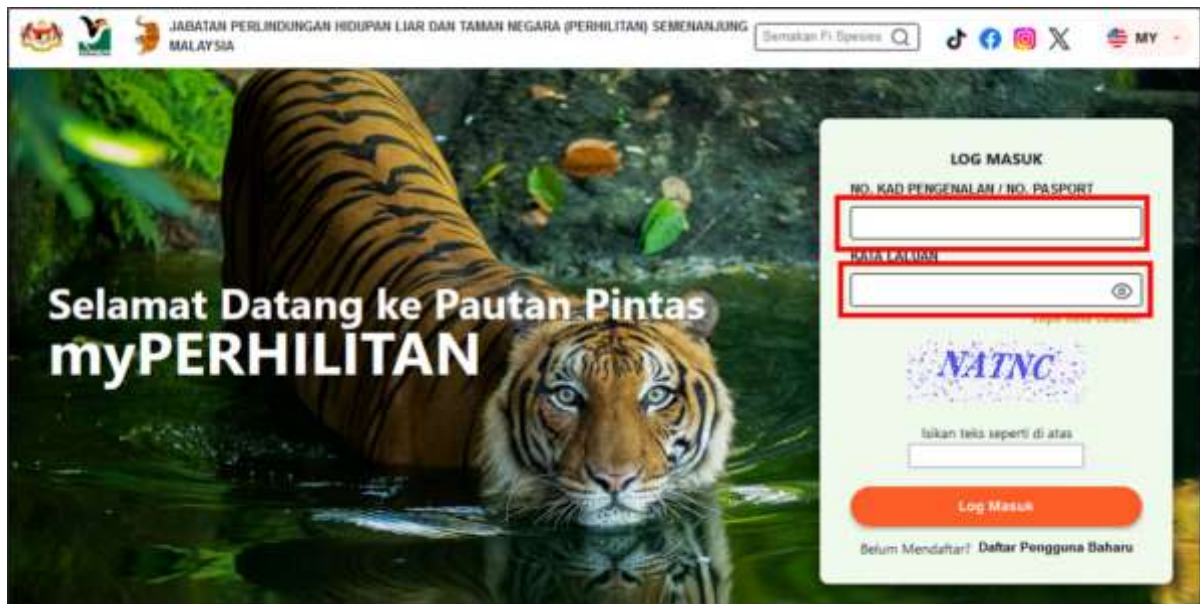 JABATAN PERLINDUNGAN HIDUPAN LIAR DAN TAMAN NEGARA (PERHILITAN) SEMENANJUNG
MALAYSIA
Semakan Fi Spesies
MY
LOG MASUK
NO. KAD PENGENALAN / NO. PASPORT
KATA LALUAN
Selamat Datang ke Pautan Pintas
myPERHILITAN
NATNC
Isikan teks seperti di atas
Log Masuk
Belum Mendaftar? Daftar Pengguna Baharu